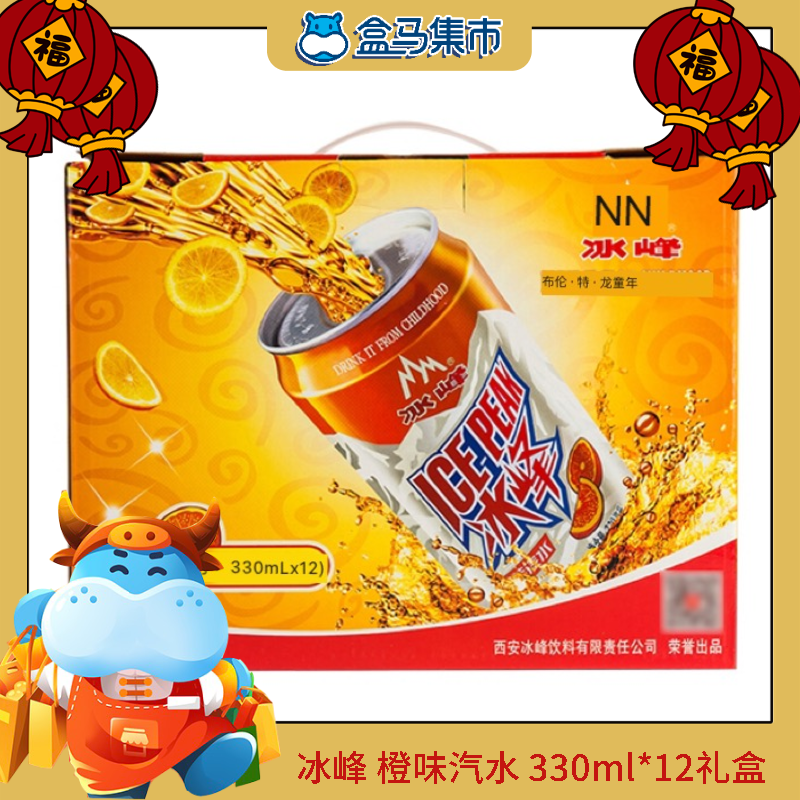 盒马集市
福
福
福
福
NN
冰峰
®
布伦·特·龙童年
DRINK IT FROM CHILDHOOD
冰峰®
ICE PEAK
冰峰
330mLx12)
西安冰峰饮料有限责任公司 荣誉出品
冰峰 橙味汽水 330ml*12礼盒